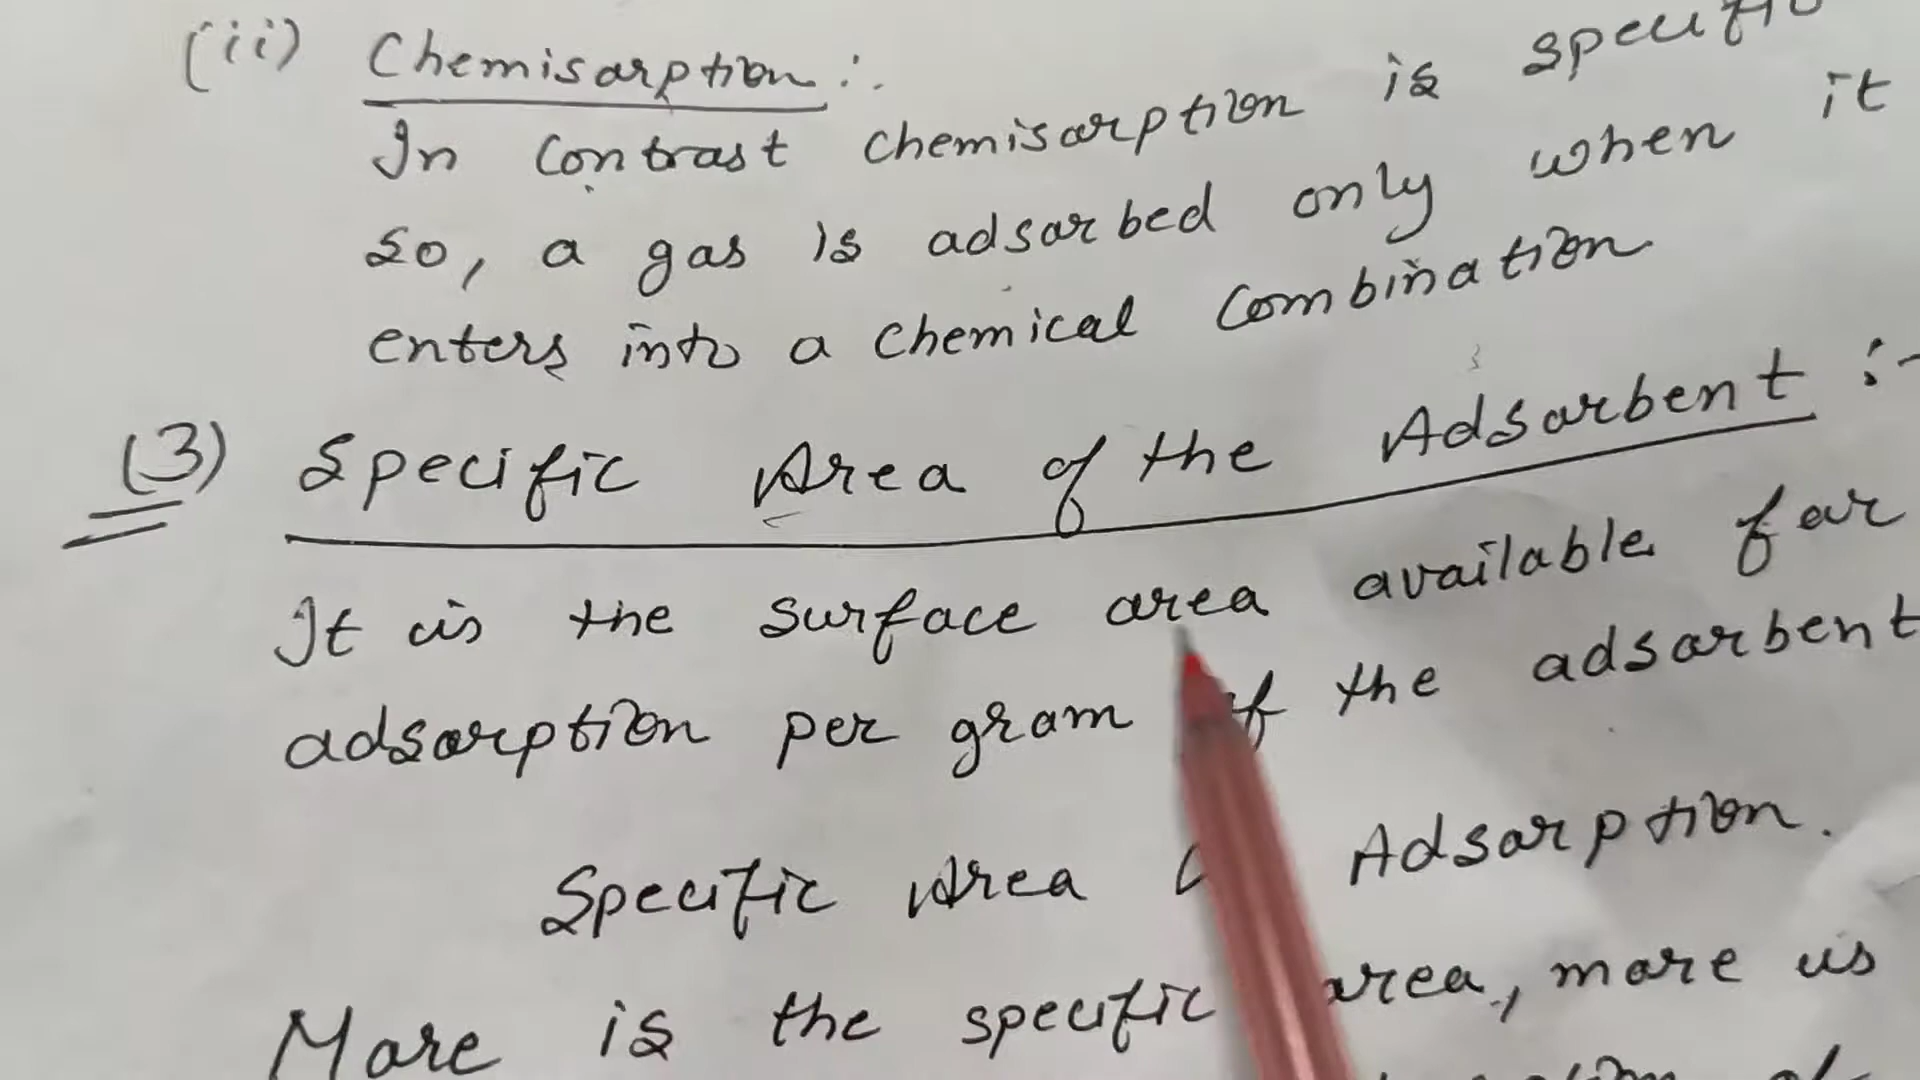 (ii) Chemisorption :.
In contrast chemisorption is specific
so, a gas is adsorbed only when it
enters into a chemical combination
(3) Specific Area of the Adsorbent :-
It is the surface area available for
adsorption per gram of the adsorbent
Specific Area Adsorption.
More is the specific area, more is